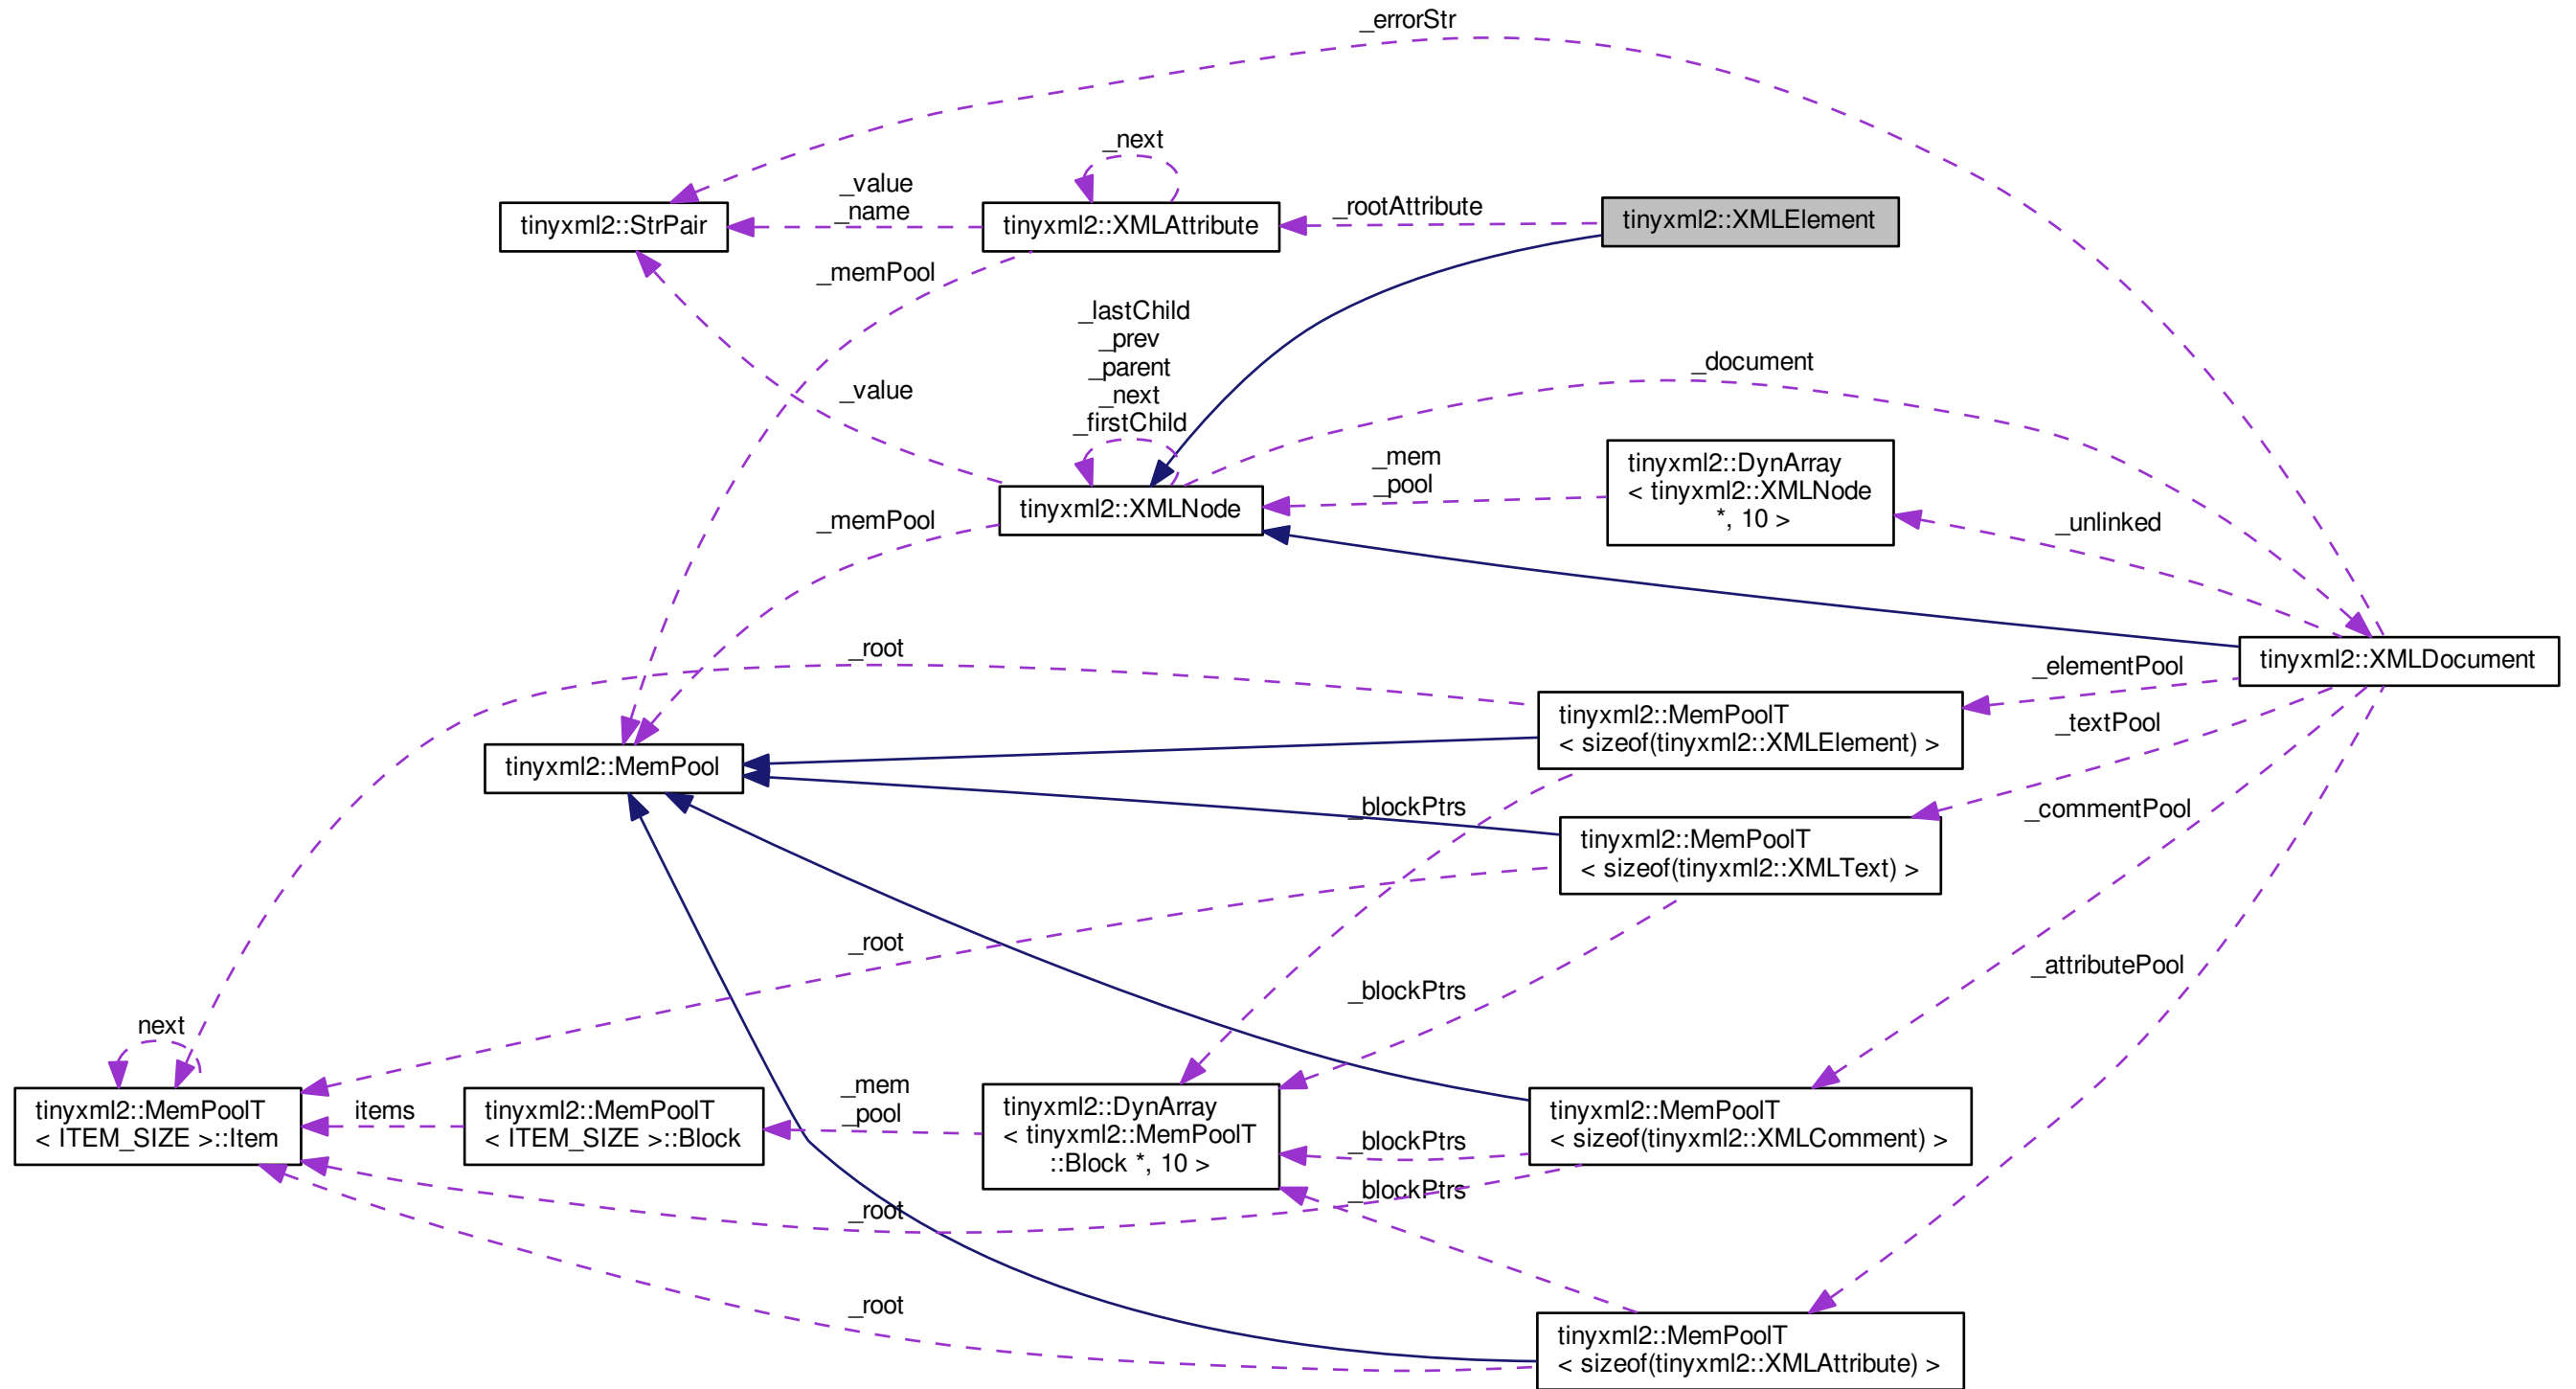 _errorStr
_next
_value
_name
_rootAttribute
tinyxml2::StrPair
tinyxml2::XMLAttribute
tinyxml2::XMLElement
_memPool
_lastChild
_prev
_parent
_next
_firstChild
_document
_value
_mem
_pool
tinyxml2::DynArray
< tinyxml2::XMLNode
*, 10 >
tinyxml2::XMLNode
_memPool
_unlinked
_root
tinyxml2::XMLDocument
_elementPool
tinyxml2::MemPoolT
< sizeof(tinyxml2::XMLElement) >
_textPool
tinyxml2::MemPool
_blockPtrs
_commentPool
tinyxml2::MemPoolT
< sizeof(tinyxml2::XMLText) >
_root
_blockPtrs
_attributePool
next
tinyxml2::MemPoolT
< ITEM_SIZE >::Item
items
tinyxml2::MemPoolT
< ITEM_SIZE >::Block
_mem
_pool
tinyxml2::DynArray
< tinyxml2::MemPoolT
::Block *, 10 >
_blockPtrs
tinyxml2::MemPoolT
< sizeof(tinyxml2::XMLComment) >
_blockPtrs
_root
_root
tinyxml2::MemPoolT
< sizeof(tinyxml2::XMLAttribute) >